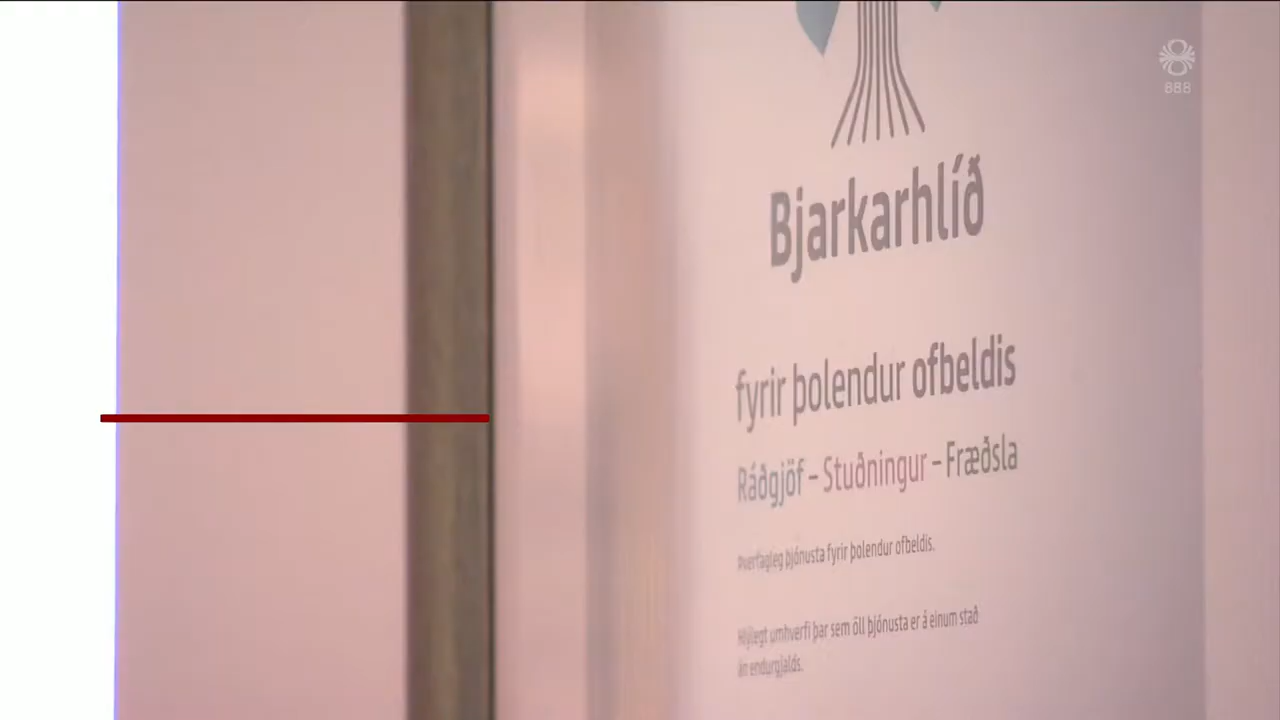 888
Bjarkarhlíð
fyrir þolendur ofbeldis
Ráðgjöf – Stuðningur – Fræðsla
Þverfagleg þjónusta fyrir þolendur ofbeldis.
Hlýlegt umhverfi þar sem öll þjónusta er á einum stað
án endurgjalds.